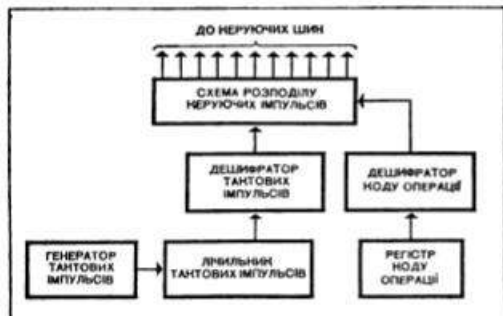 ДО КЕРУЮЧИХ ШИН
СХЕМА РОЗПОДІЛУ
КЕРУЮЧИХ ІМПУЛЬСІВ
ДЕШИФРАТОР
ТАКТОВИХ
ІМПУЛЬСІВ
ДЕШИФРАТОР
КОДУ ОПЕРАЦІЇ
ГЕНЕРАТОР
ТАКТОВИХ
ІМПУЛЬСІВ
ЛІЧИЛЬНИК
ТАКТОВИХ ІМПУЛЬСІВ
РЕГІСТР
КОДУ
ОПЕРАЦІЇ